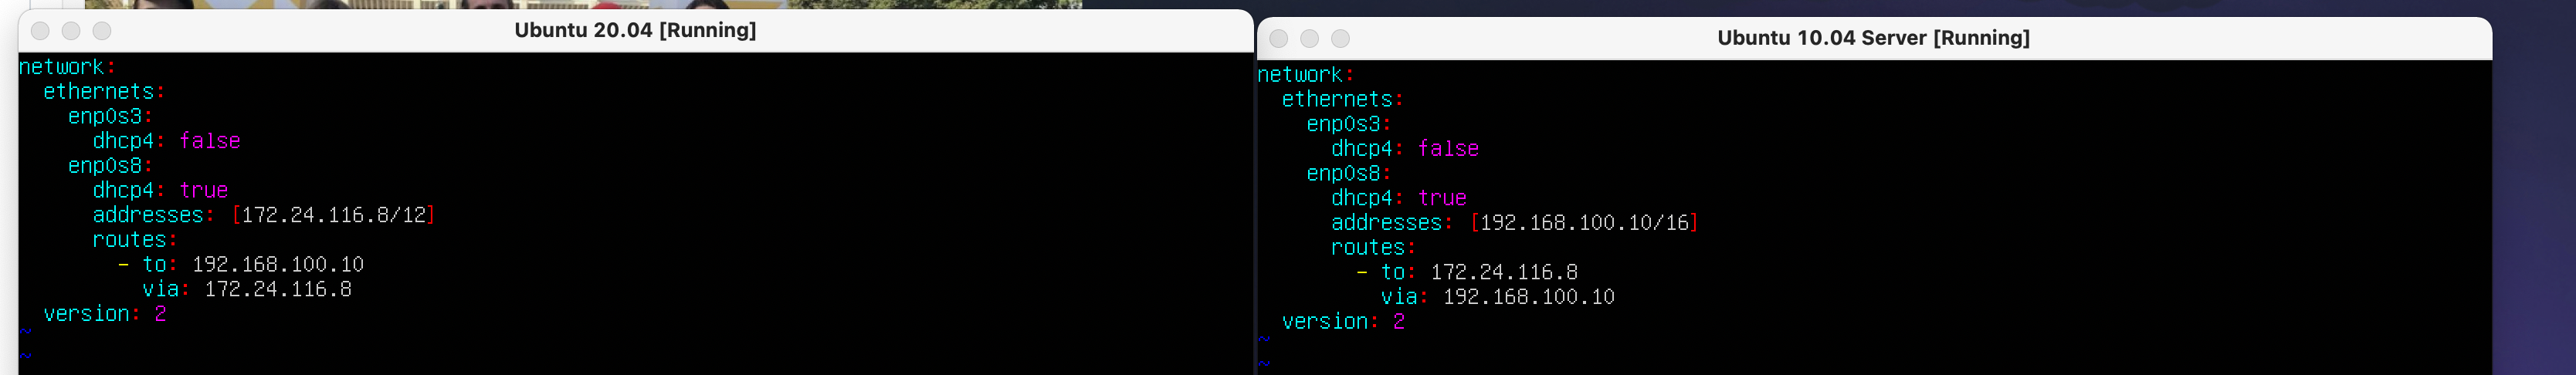 Ubuntu 20.04 [Running]
network:
  ethernets:
    enp0s3:
      dhcp4: false
    enp0s8:
      dhcp4: true
      addresses: [172.24.116.8/12]
      routes:
        - to: 192.168.100.10
          via: 172.24.116.8
  version: 2
~
~
Ubuntu 10.04 Server [Running]
network:
  ethernets:
    enp0s3:
      dhcp4: false
    enp0s8:
      dhcp4: true
      addresses: [192.168.100.10/16]
      routes:
        - to: 172.24.116.8
          via: 192.168.100.10
  version: 2
~
~